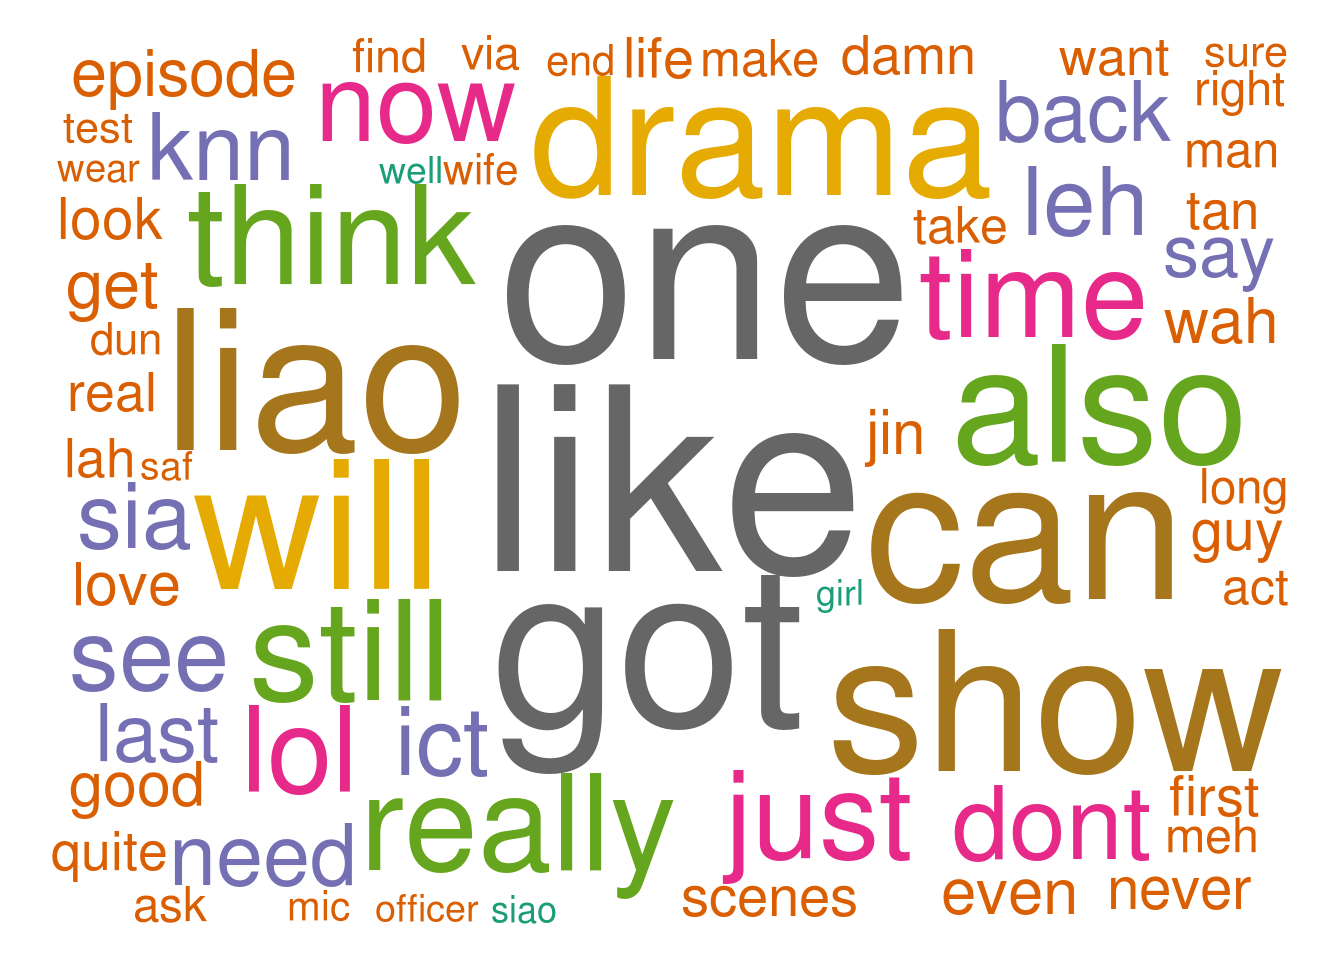 episode
find
via
end
life
make
damn
want
sure
right
test
knn
now
drama
back
man
wear
well
wife
look
think
one
take
leh
tan
say
get
time
wah
dun
liao
real
like
also
jin
lah
saf
sia
will
can
long
guy
love
girl
act
see
still
got
show
last
lol
ict
good
really
just
dont
first
meh
quite
need
scenes
even
never
ask
mic
officer
siao